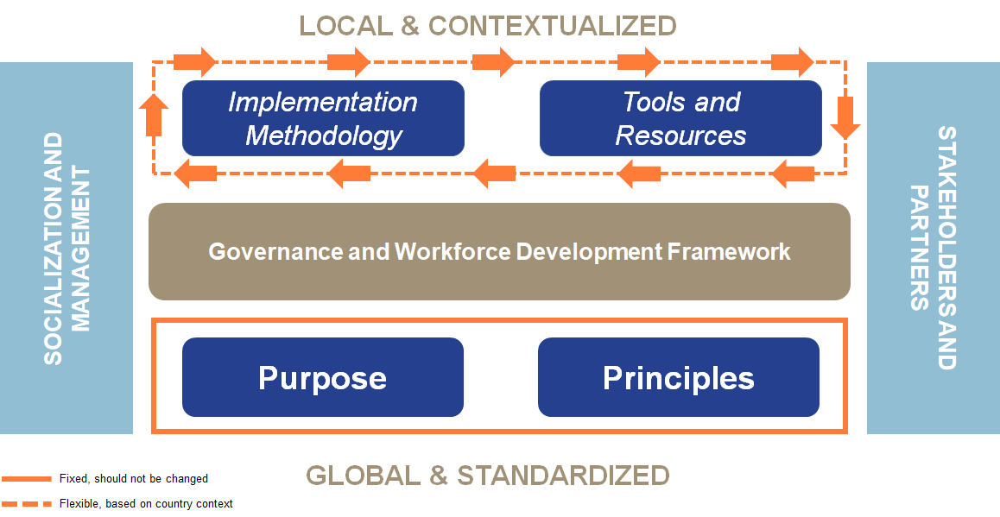 LOCAL & CONTEXTUALIZED
SOCIALIZATION AND
MANAGEMENT
Implementation
Methodology
Tools and
Resources
STAKEHOLDERS AND
PARTNERS
Governance and Workforce Development Framework
Purpose
Principles
GLOBAL & STANDARDIZED
Fixed, should not be changed
Flexible, based on country context